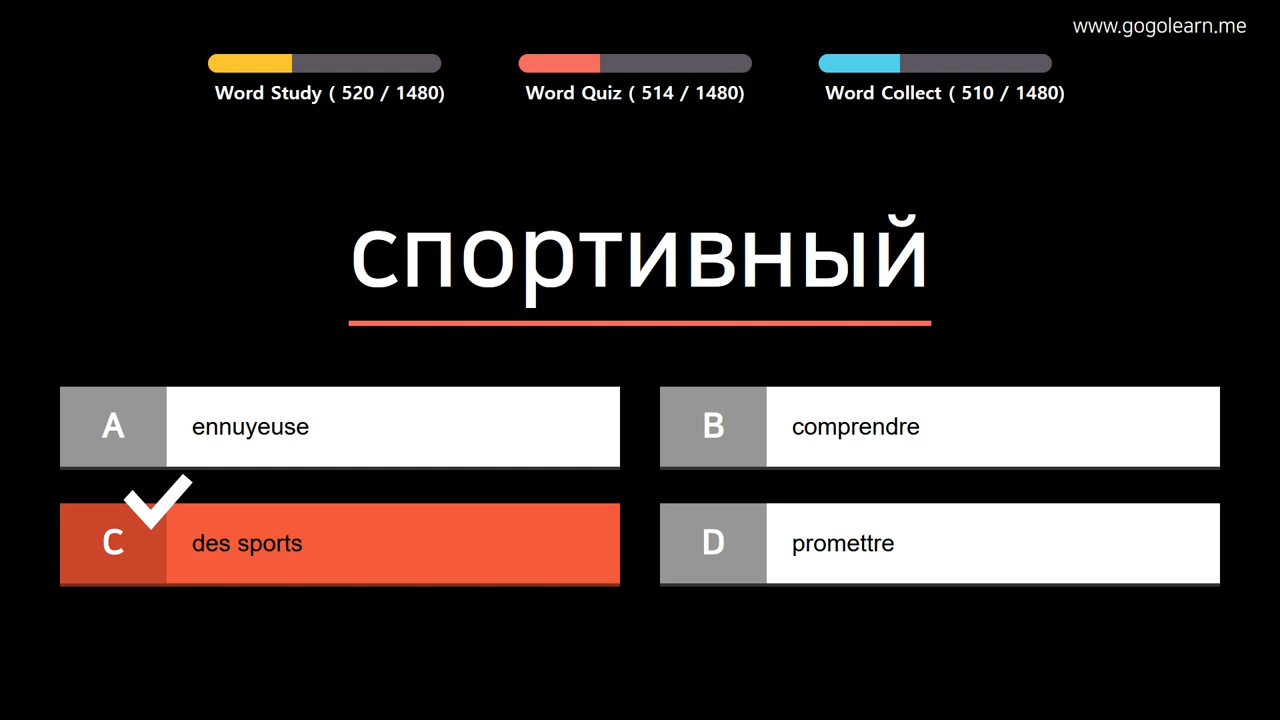 www.gogolearn.me
Word Study ( 520 / 1480)
Word Quiz ( 514 / 1480)
Word Collect ( 510 / 1480)
спортивный
A ennuyeuse
B comprendre
C des sports
D promettre